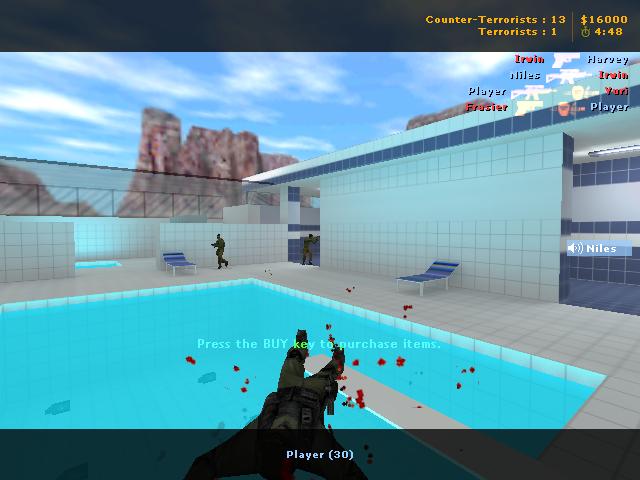 Counter-Terrorists : 13 $16000
Terrorists : 1 4:48
Irwin Harvey
Niles Irwin
Player Yuri
Frasier Player
Niles
Press the BUY key to purchase items.
Player (30)